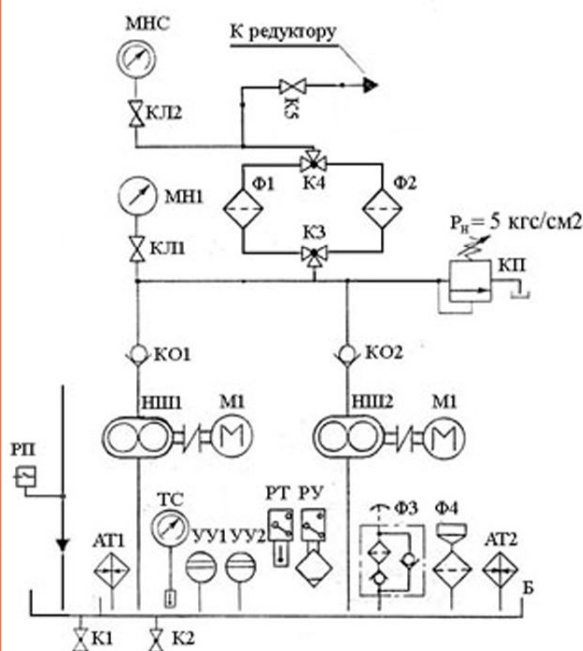 МНС
К редуктору
КЛ2
К5
Ф1
К4
Ф2
МН1
К3
Рн= 5 кгс/см2
КЛ1
КП
КО1
КО2
НШ1
М1
НШ2
М1
М
М
РП
ТС
РТ
РУ
Ф3
Ф4
АТ1
УУ1
УУ2
АТ2
Б
К1
К2